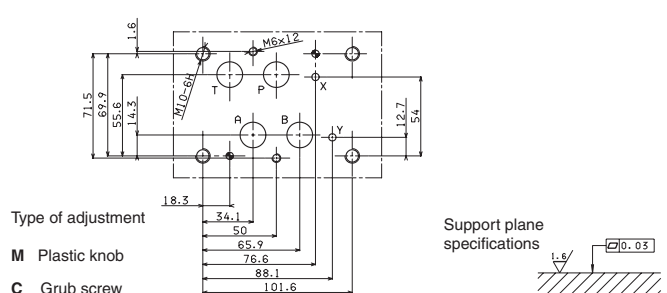 1.6
M6x12
M10-6H
T
P
X
A
B
Y
71.5
69.9
55.6
14.3
12.7
54
18.3
34.1
50
65.9
76.6
88.1
101.6
Type of adjustment
M Plastic knob
C Grub screw
Support plane
specifications
1.6
0.03